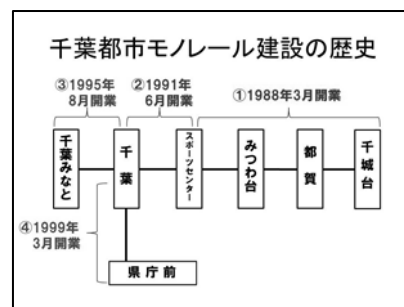 千葉都市モノレール建設の歴史
③1995年
8月開業
②1991年
6月開業
①1988年3月開業
千葉みなと
千葉
スポーツセンター
みつわ台
都賀
千城台
④1999年
3月開業
県庁前